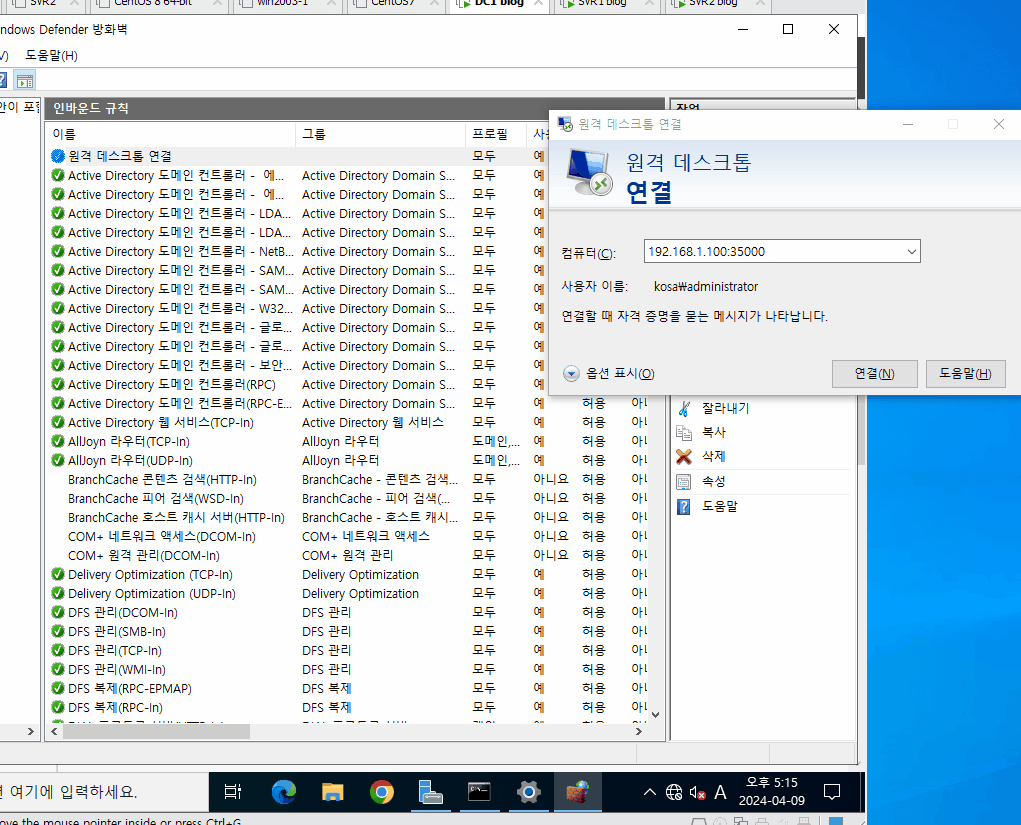 SVR2
CentOS 8 64-bit
win2003-1
CentOS7
DC1 blog
SVR1 blog
SVR2 blog
ndows Defender 방화벽
V)
도움말(H)
안이 포함
인바운드 규칙
작업
이름
그룹
프로필
사용
원격 데스크톱 연결
모두
예
Active Directory 도메인 컨트롤러 - 에... Active Directory Domain S... 모두 예
Active Directory 도메인 컨트롤러 - 에... Active Directory Domain S... 모두 예
Active Directory 도메인 컨트롤러 - LDA... Active Directory Domain S... 모두 예
Active Directory 도메인 컨트롤러 - LDA... Active Directory Domain S... 모두 예
Active Directory 도메인 컨트롤러 - NetB... Active Directory Domain S... 모두 예
Active Directory 도메인 컨트롤러 - SAM... Active Directory Domain S... 모두 예
Active Directory 도메인 컨트롤러 - SAM... Active Directory Domain S... 모두 예
Active Directory 도메인 컨트롤러 - W32... Active Directory Domain S... 모두 예
Active Directory 도메인 컨트롤러 - 글로... Active Directory Domain S... 모두 예
Active Directory 도메인 컨트롤러 - 글로... Active Directory Domain S... 모두 예
Active Directory 도메인 컨트롤러 - 보안... Active Directory Domain S... 모두 예
Active Directory 도메인 컨트롤러(RPC) Active Directory Domain S... 모두 예
Active Directory 도메인 컨트롤러(RPC-E... Active Directory Domain S... 모두 예 허용 아니
Active Directory 웹 서비스(TCP-In) Active Directory 웹 서비스 모두 예 허용 아니
AllJoyn 라우터(TCP-In) AllJoyn 라우터 도메인,... 예 허용 아니
AllJoyn 라우터(UDP-In) AllJoyn 라우터 도메인,... 예 허용 아니
BranchCache 콘텐츠 검색(HTTP-In) BranchCache - 콘텐츠 검색... 모두 아니요 허용 아니
BranchCache 피어 검색(WSD-In) BranchCache - 피어 검색(... 모두 아니요 허용 아니
BranchCache 호스트 캐시 서버(HTTP-In) BranchCache - 호스트 캐시... 모두 아니요 허용 아니
COM+ 네트워크 액세스(DCOM-In) COM+ 네트워크 액세스 모두 아니요 허용 아니
COM+ 원격 관리(DCOM-In) COM+ 원격 관리 모두 아니요 허용 아니
Delivery Optimization (TCP-In) Delivery Optimization 모두 예 허용 아니
Delivery Optimization (UDP-In) Delivery Optimization 모두 예 허용 아니
DFS 관리(DCOM-In) DFS 관리 모두 예 허용 아니
DFS 관리(SMB-In) DFS 관리 모두 예 허용 아니
DFS 관리(TCP-In) DFS 관리 모두 예 허용 아니
DFS 관리(WMI-In) DFS 관리 모두 예 허용 아니
DFS 복제(RPC-EPMAP) DFS 복제 모두 예 허용 아니
DFS 복제(RPC-In) DFS 복제 모두 예 허용 아니
원격 데스크톱 연결
원격 데스크톱
연결
컴퓨터(C):
192.168.1.100:35000
사용자 이름:
kosa₩administrator
연결할 때 자격 증명을 묻는 메시지가 나타납니다.
옵션 표시(O)
연결(N)
도움말(H)
잘라내기
복사
삭제
속성
도움말
여기에 입력하세요.
A
오후 5:15
2024-04-09
ove the mouse pointer inside or press Ctrl+G.